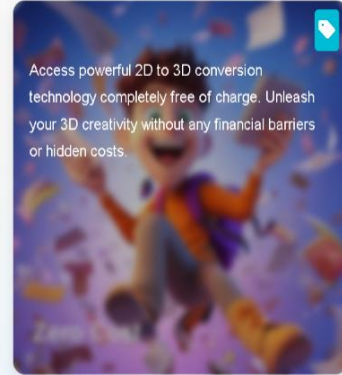 Access powerful 2D to 3D conversion
technology completely free of charge. Unleash
your 3D creativity without any financial barriers
or hidden costs.